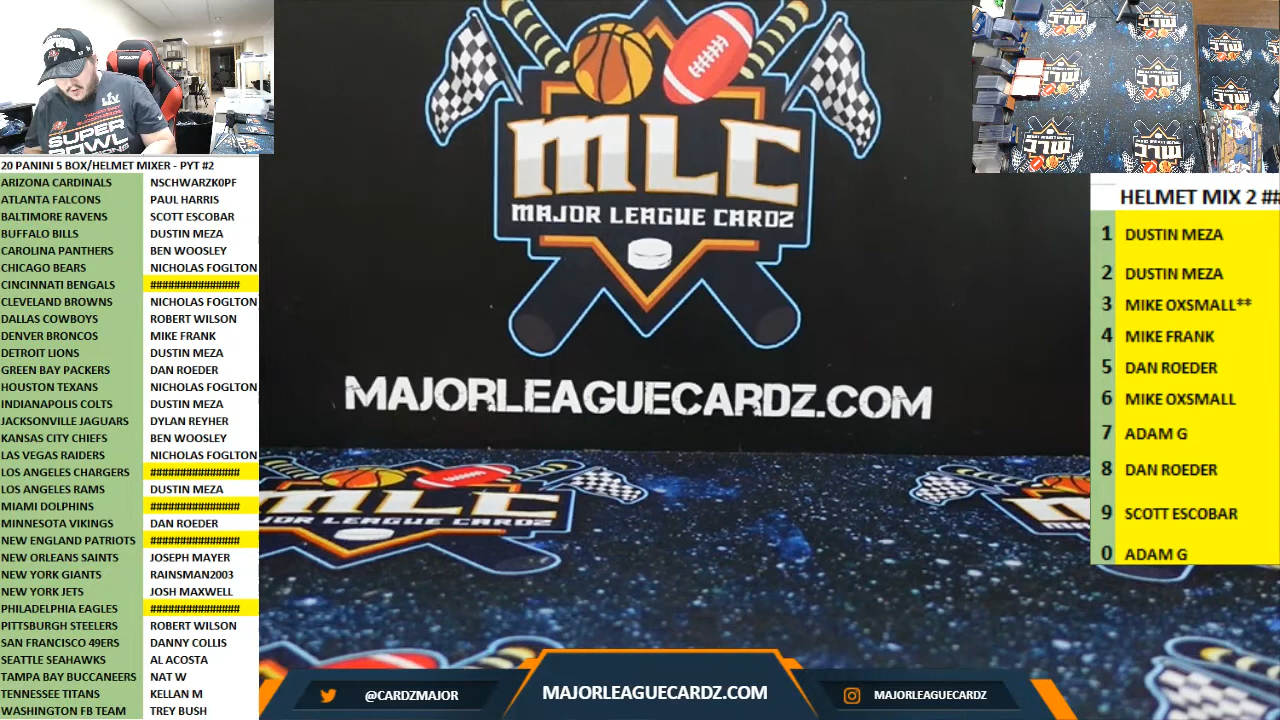 20 PANINI 5 BOX/HELMET MIXER - PYT #2
ARIZONA CARDINALS NSCHWARZK0PF
ATLANTA FALCONS PAUL HARRIS
BALTIMORE RAVENS SCOTT ESCOBAR
BUFFALO BILLS DUSTIN MEZA
CAROLINA PANTHERS BEN WOOSLEY
CHICAGO BEARS NICHOLAS FOGLTON
CINCINNATI BENGALS ###############
CLEVELAND BROWNS NICHOLAS FOGLTON
DALLAS COWBOYS ROBERT WILSON
DENVER BRONCOS MIKE FRANK
DETROIT LIONS DUSTIN MEZA
GREEN BAY PACKERS DAN ROEDER
HOUSTON TEXANS NICHOLAS FOGLTON
INDIANAPOLIS COLTS DUSTIN MEZA
JACKSONVILLE JAGUARS DYLAN REYHER
KANSAS CITY CHIEFS BEN WOOSLEY
LAS VEGAS RAIDERS NICHOLAS FOGLTON
LOS ANGELES CHARGERS ###############
LOS ANGELES RAMS DUSTIN MEZA
MIAMI DOLPHINS ###############
MINNESOTA VIKINGS DAN ROEDER
NEW ENGLAND PATRIOTS ###############
NEW ORLEANS SAINTS JOSEPH MAYER
NEW YORK GIANTS RAINSMAN2003
NEW YORK JETS JOSH MAXWELL
PHILADELPHIA EAGLES ###############
PITTSBURGH STEELERS ROBERT WILSON
SAN FRANCISCO 49ERS DANNY COLLIS
SEATTLE SEAHAWKS AL ACOSTA
TAMPA BAY BUCCANEERS NAT W
TENNESSEE TITANS KELLAN M
WASHINGTON FB TEAM TREY BUSH
LV
SUPER
BOWL
MLC
MAJOR LEAGUE CARDZ
MAJORLEAGUECARDZ.COM
MLC
JOR LEAGUE CARDZ
@CARDZMAJOR
MAJORLEAGUECARDZ.COM
MAJORLEAGUECARDZ
HELMET MIX 2 ##
1 DUSTIN MEZA
2 DUSTIN MEZA
3 MIKE OXSMALL**
4 MIKE FRANK
5 DAN ROEDER
6 MIKE OXSMALL
7 ADAM G
8 DAN ROEDER
9 SCOTT ESCOBAR
0 ADAM G